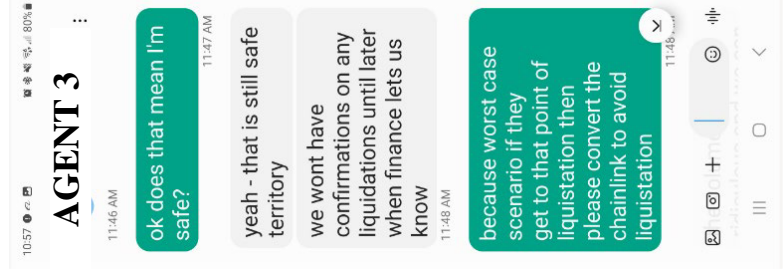 10:57
80%
AGENT 3
11:46 AM
ok does that mean I'm
safe?
11:47 AM
yeah - that is still safe
territory
we wont have
confirmations on any
liquidations until later
when finance lets us
know
11:48 AM
because worst case
scenario if they
get to that point of
liquistation then
please convert the
chainlink to avoid
liquistation
11:48